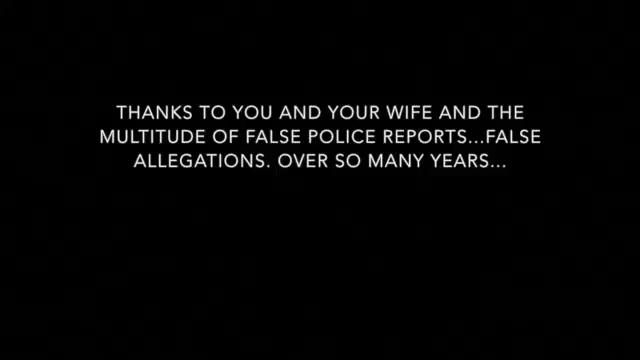 THANKS TO YOU AND YOUR WIFE AND THE
MULTITUDE OF FALSE POLICE REPORTS...FALSE
ALLEGATIONS. OVER SO MANY YEARS...